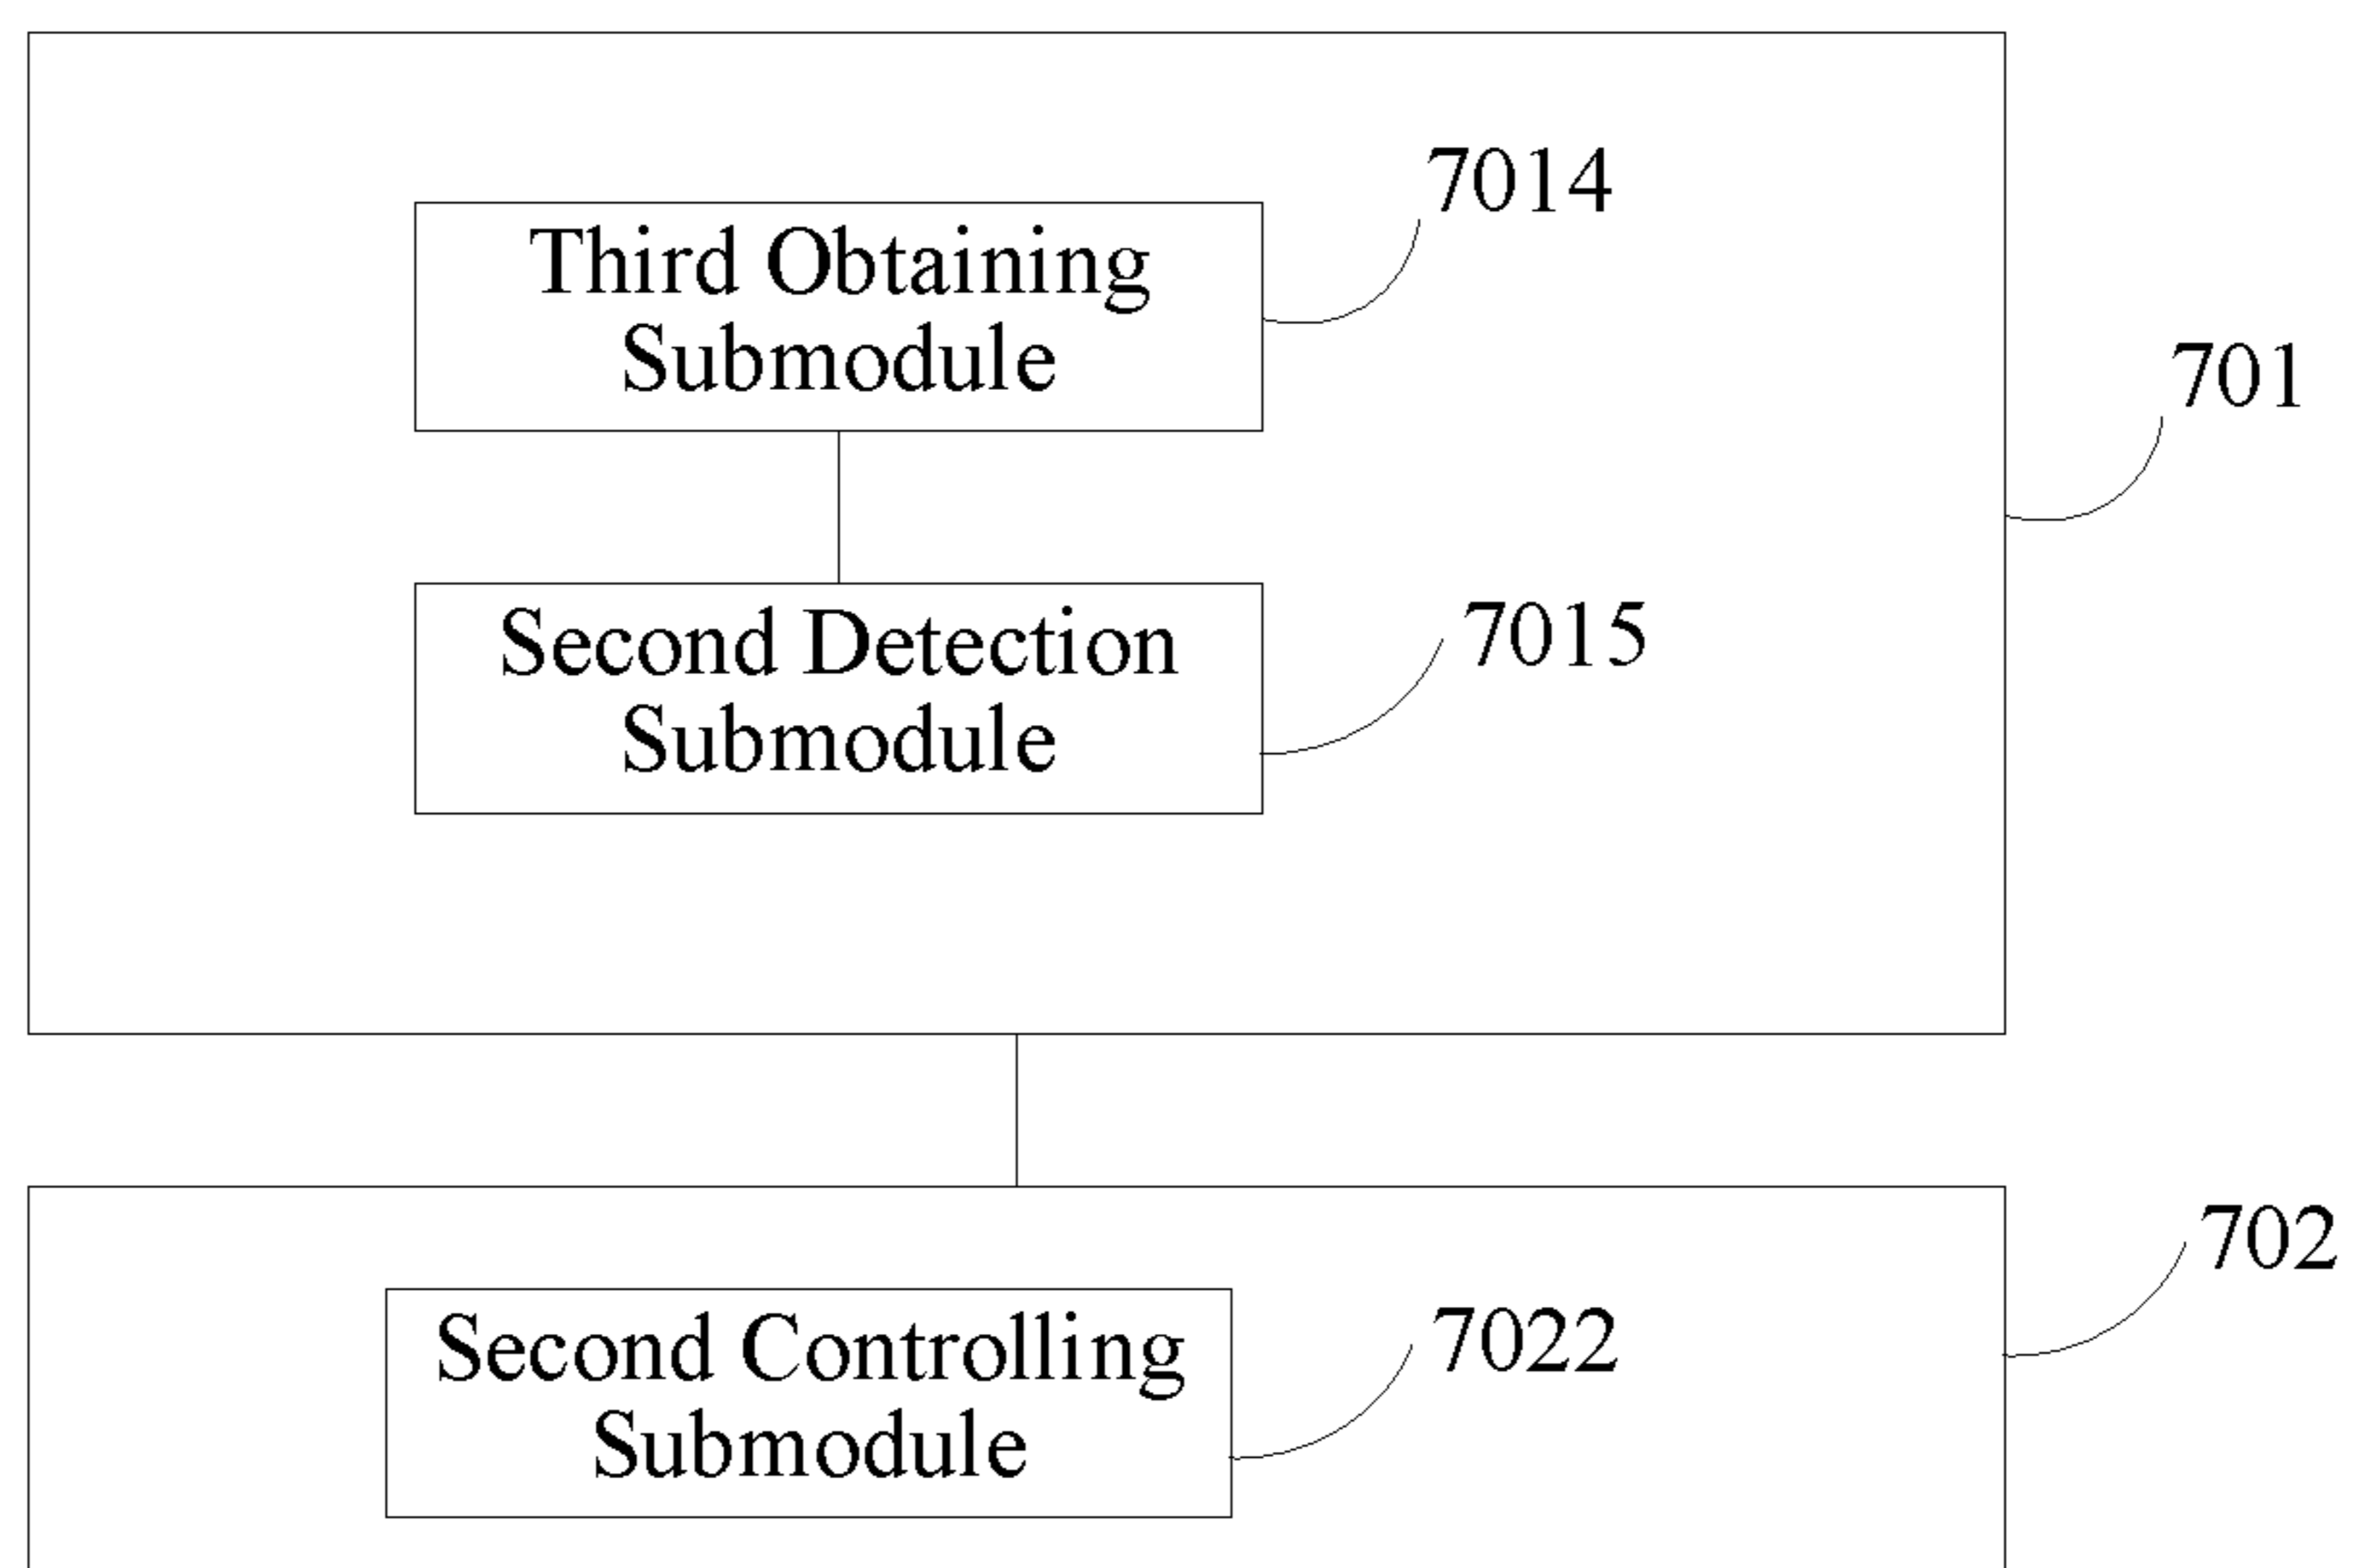 7014
Third Obtaining
Submodule
701
7015
Second Detection
Submodule
702
7022
Second Controlling
Submodule